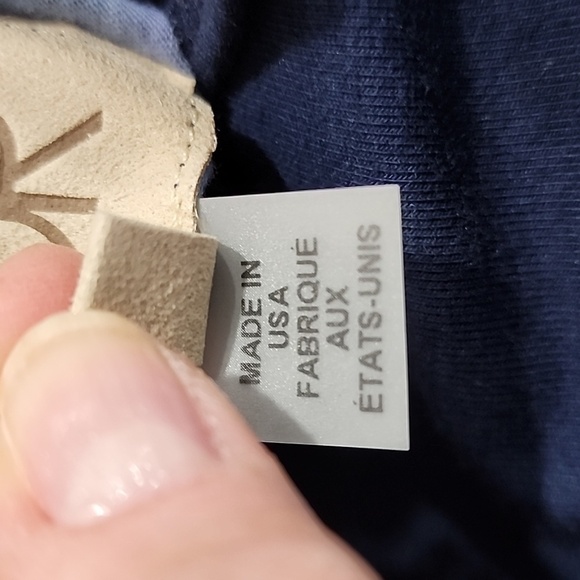 MADE IN
USA
FABRIQUÉ
AUX
ÉTATS-UNIS